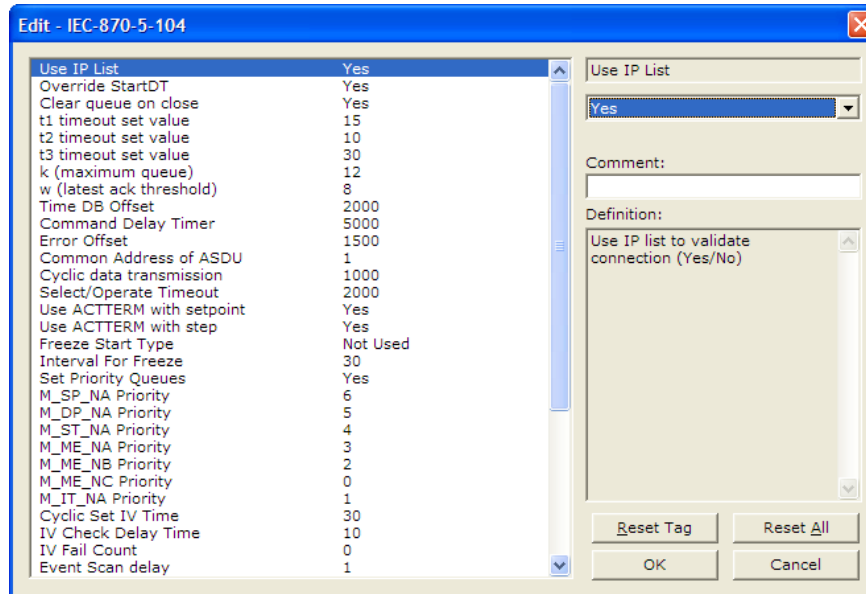 Edit - IEC-870-5-104
Use IP List Yes
Override StartDT Yes
Clear queue on close Yes
t1 timeout set value 15
t2 timeout set value 10
t3 timeout set value 30
k (maximum queue) 12
w (latest ack threshold) 8
Time DB Offset 2000
Command Delay Timer 5000
Error Offset 1500
Common Address of ASDU 1
Cyclic data transmission 1000
Select/Operate Timeout 2000
Use ACTTERM with setpoint Yes
Use ACTTERM with step Yes
Freeze Start Type Not Used
Interval For Freeze 30
Set Priority Queues Yes
M_SP_NA Priority 6
M_DP_NA Priority 5
M_ST_NA Priority 4
M_ME_NA Priority 3
M_ME_NB Priority 2
M_ME_NC Priority 0
M_IT_NA Priority 1
Cyclic Set IV Time 30
IV Check Delay Time 10
IV Fail Count 0
Event Scan delay 1
Use IP List
Yes
Comment:
Definition:
Use IP list to validate
connection (Yes/No)
Reset Tag Reset All
OK Cancel